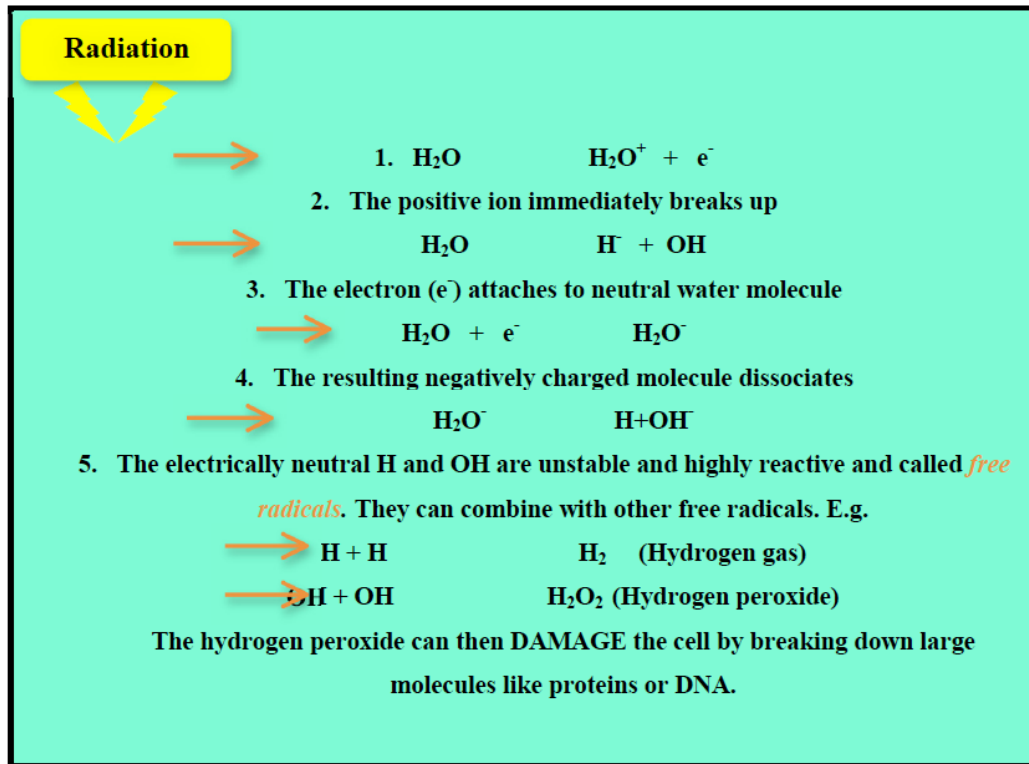 Radiation
1. H₂O H₂O⁺ + e⁻
2. The positive ion immediately breaks up
H₂O H⁻ + OH
3. The electron (e⁻) attaches to neutral water molecule
H₂O + e⁻ H₂O⁻
4. The resulting negatively charged molecule dissociates
H₂O⁻ H+OH⁻
5. The electrically neutral H and OH are unstable and highly reactive and called free
radicals. They can combine with other free radicals. E.g.
H + H H₂ (Hydrogen gas)
OH + OH H₂O₂ (Hydrogen peroxide)
The hydrogen peroxide can then DAMAGE the cell by breaking down large
molecules like proteins or DNA.